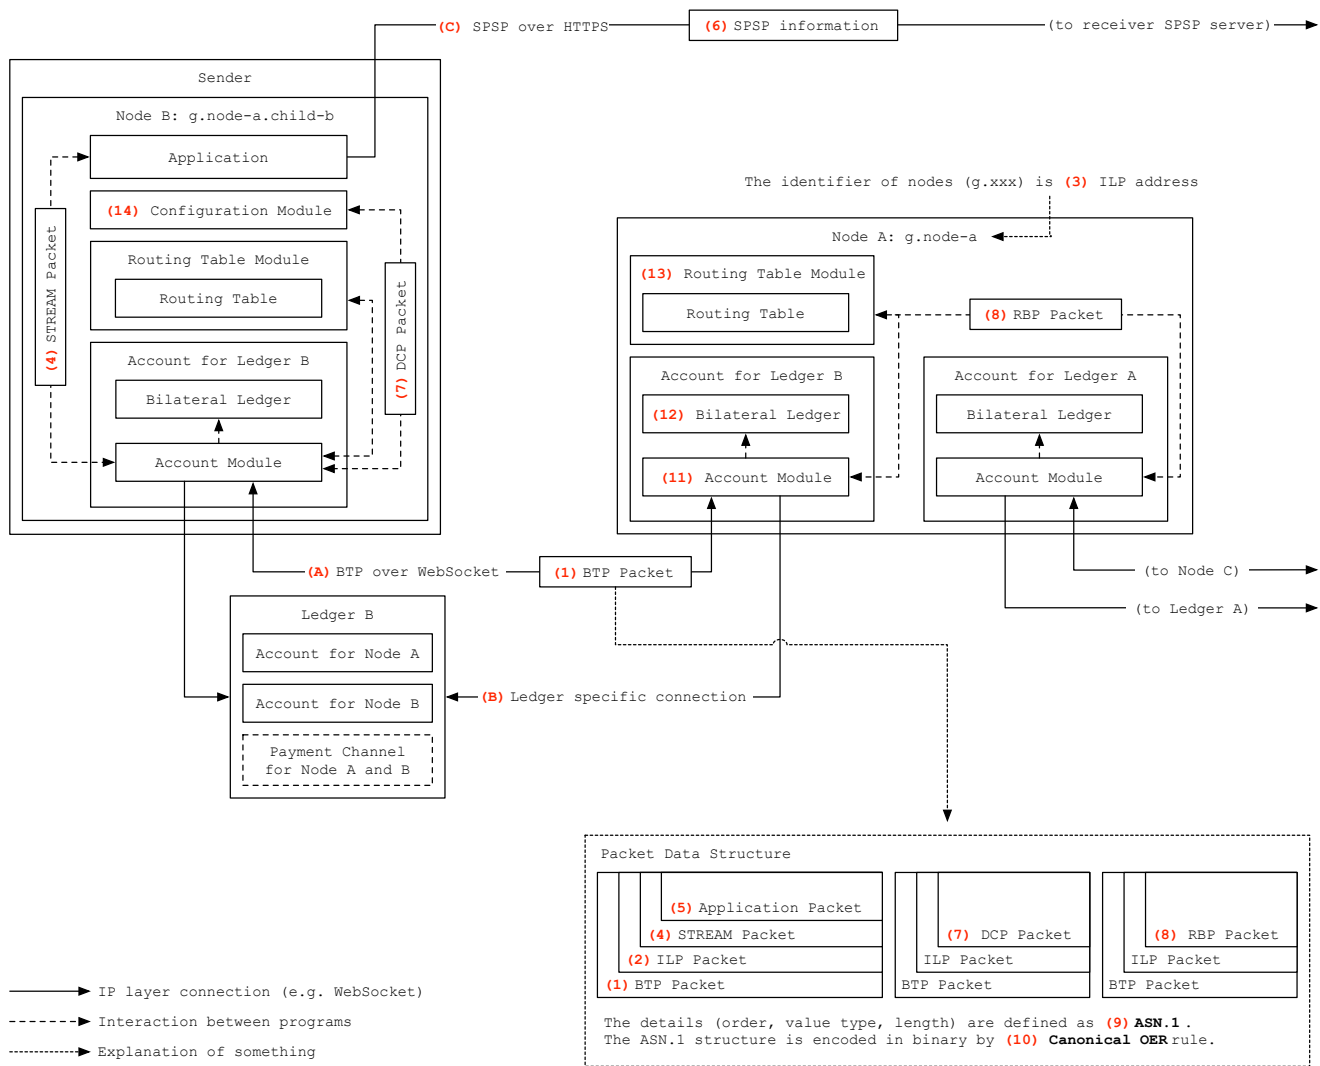 (C) SPSP over HTTPS
(6) SPSP information
(to receiver SPSP server)
Sender
Node B: g.node-a.child-b
Application
(14) Configuration Module
Routing Table Module
Routing Table
(4) STREAM Packet
(7) DCP Packet
Account for Ledger B
Bilateral Ledger
Account Module
The identifier of nodes (g.xxx) is (3) ILP address
Node A: g.node-a
(13) Routing Table Module
Routing Table
(8) RBP Packet
Account for Ledger B
(12) Bilateral Ledger
(11) Account Module
Account for Ledger A
Bilateral Ledger
Account Module
(A) BTP over WebSocket
(1) BTP Packet
(to Node C)
(to Ledger A)
Ledger B
Account for Node A
Account for Node B
Payment Channel
for Node A and B
(B) Ledger specific connection
Packet Data Structure
(5) Application Packet
(4) STREAM Packet
(2) ILP Packet
(1) BTP Packet
(7) DCP Packet
ILP Packet
BTP Packet
(8) RBP Packet
ILP Packet
BTP Packet
The details (order, value type, length) are defined as (9) ASN.1.
The ASN.1 structure is encoded in binary by (10) Canonical OER rule.
IP layer connection (e.g. WebSocket)
Interaction between programs
Explanation of something